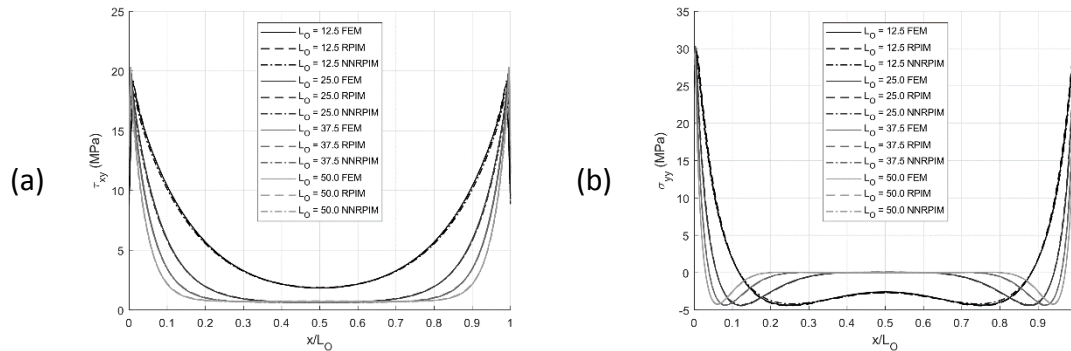 (a)
τxy (MPa)
25
20
15
10
5
0
0 0.1 0.2 0.3 0.4 0.5 0.6 0.7 0.8 0.9 1
x/LO
LO = 12.5 FEM
LO = 12.5 RPIM
LO = 12.5 NNRPIM
LO = 25.0 FEM
LO = 25.0 RPIM
LO = 25.0 NNRPIM
LO = 37.5 FEM
LO = 37.5 RPIM
LO = 37.5 NNRPIM
LO = 50.0 FEM
LO = 50.0 RPIM
LO = 50.0 NNRPIM
(b)
σyy (MPa)
35
30
25
20
15
10
5
0
-5
0 0.1 0.2 0.3 0.4 0.5 0.6 0.7 0.8 0.9
x/LO
LO = 12.5 FEM
LO = 12.5 RPIM
LO = 12.5 NNRPIM
LO = 25.0 FEM
LO = 25.0 RPIM
LO = 25.0 NNRPIM
LO = 37.5 FEM
LO = 37.5 RPIM
LO = 37.5 NNRPIM
LO = 50.0 FEM
LO = 50.0 RPIM
LO = 50.0 NNRPIM